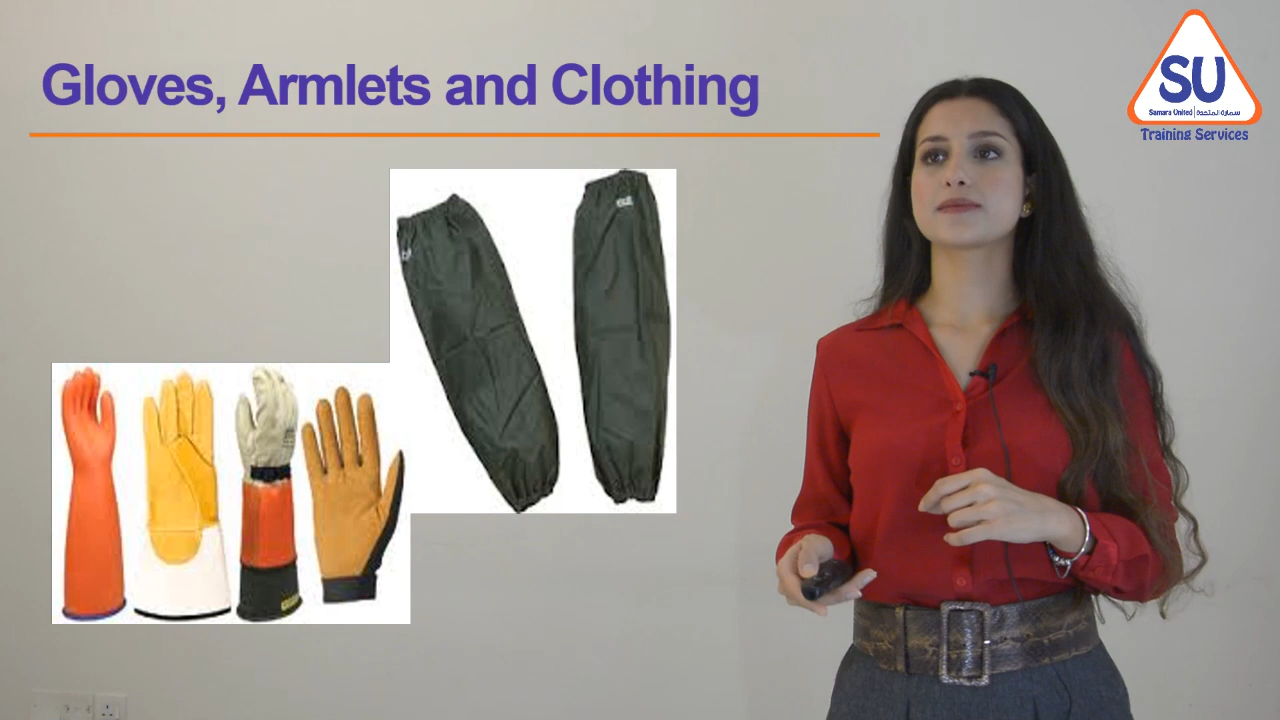 Gloves, Armlets and Clothing
SU
Samara United | سمارة المتحدة
Training Services